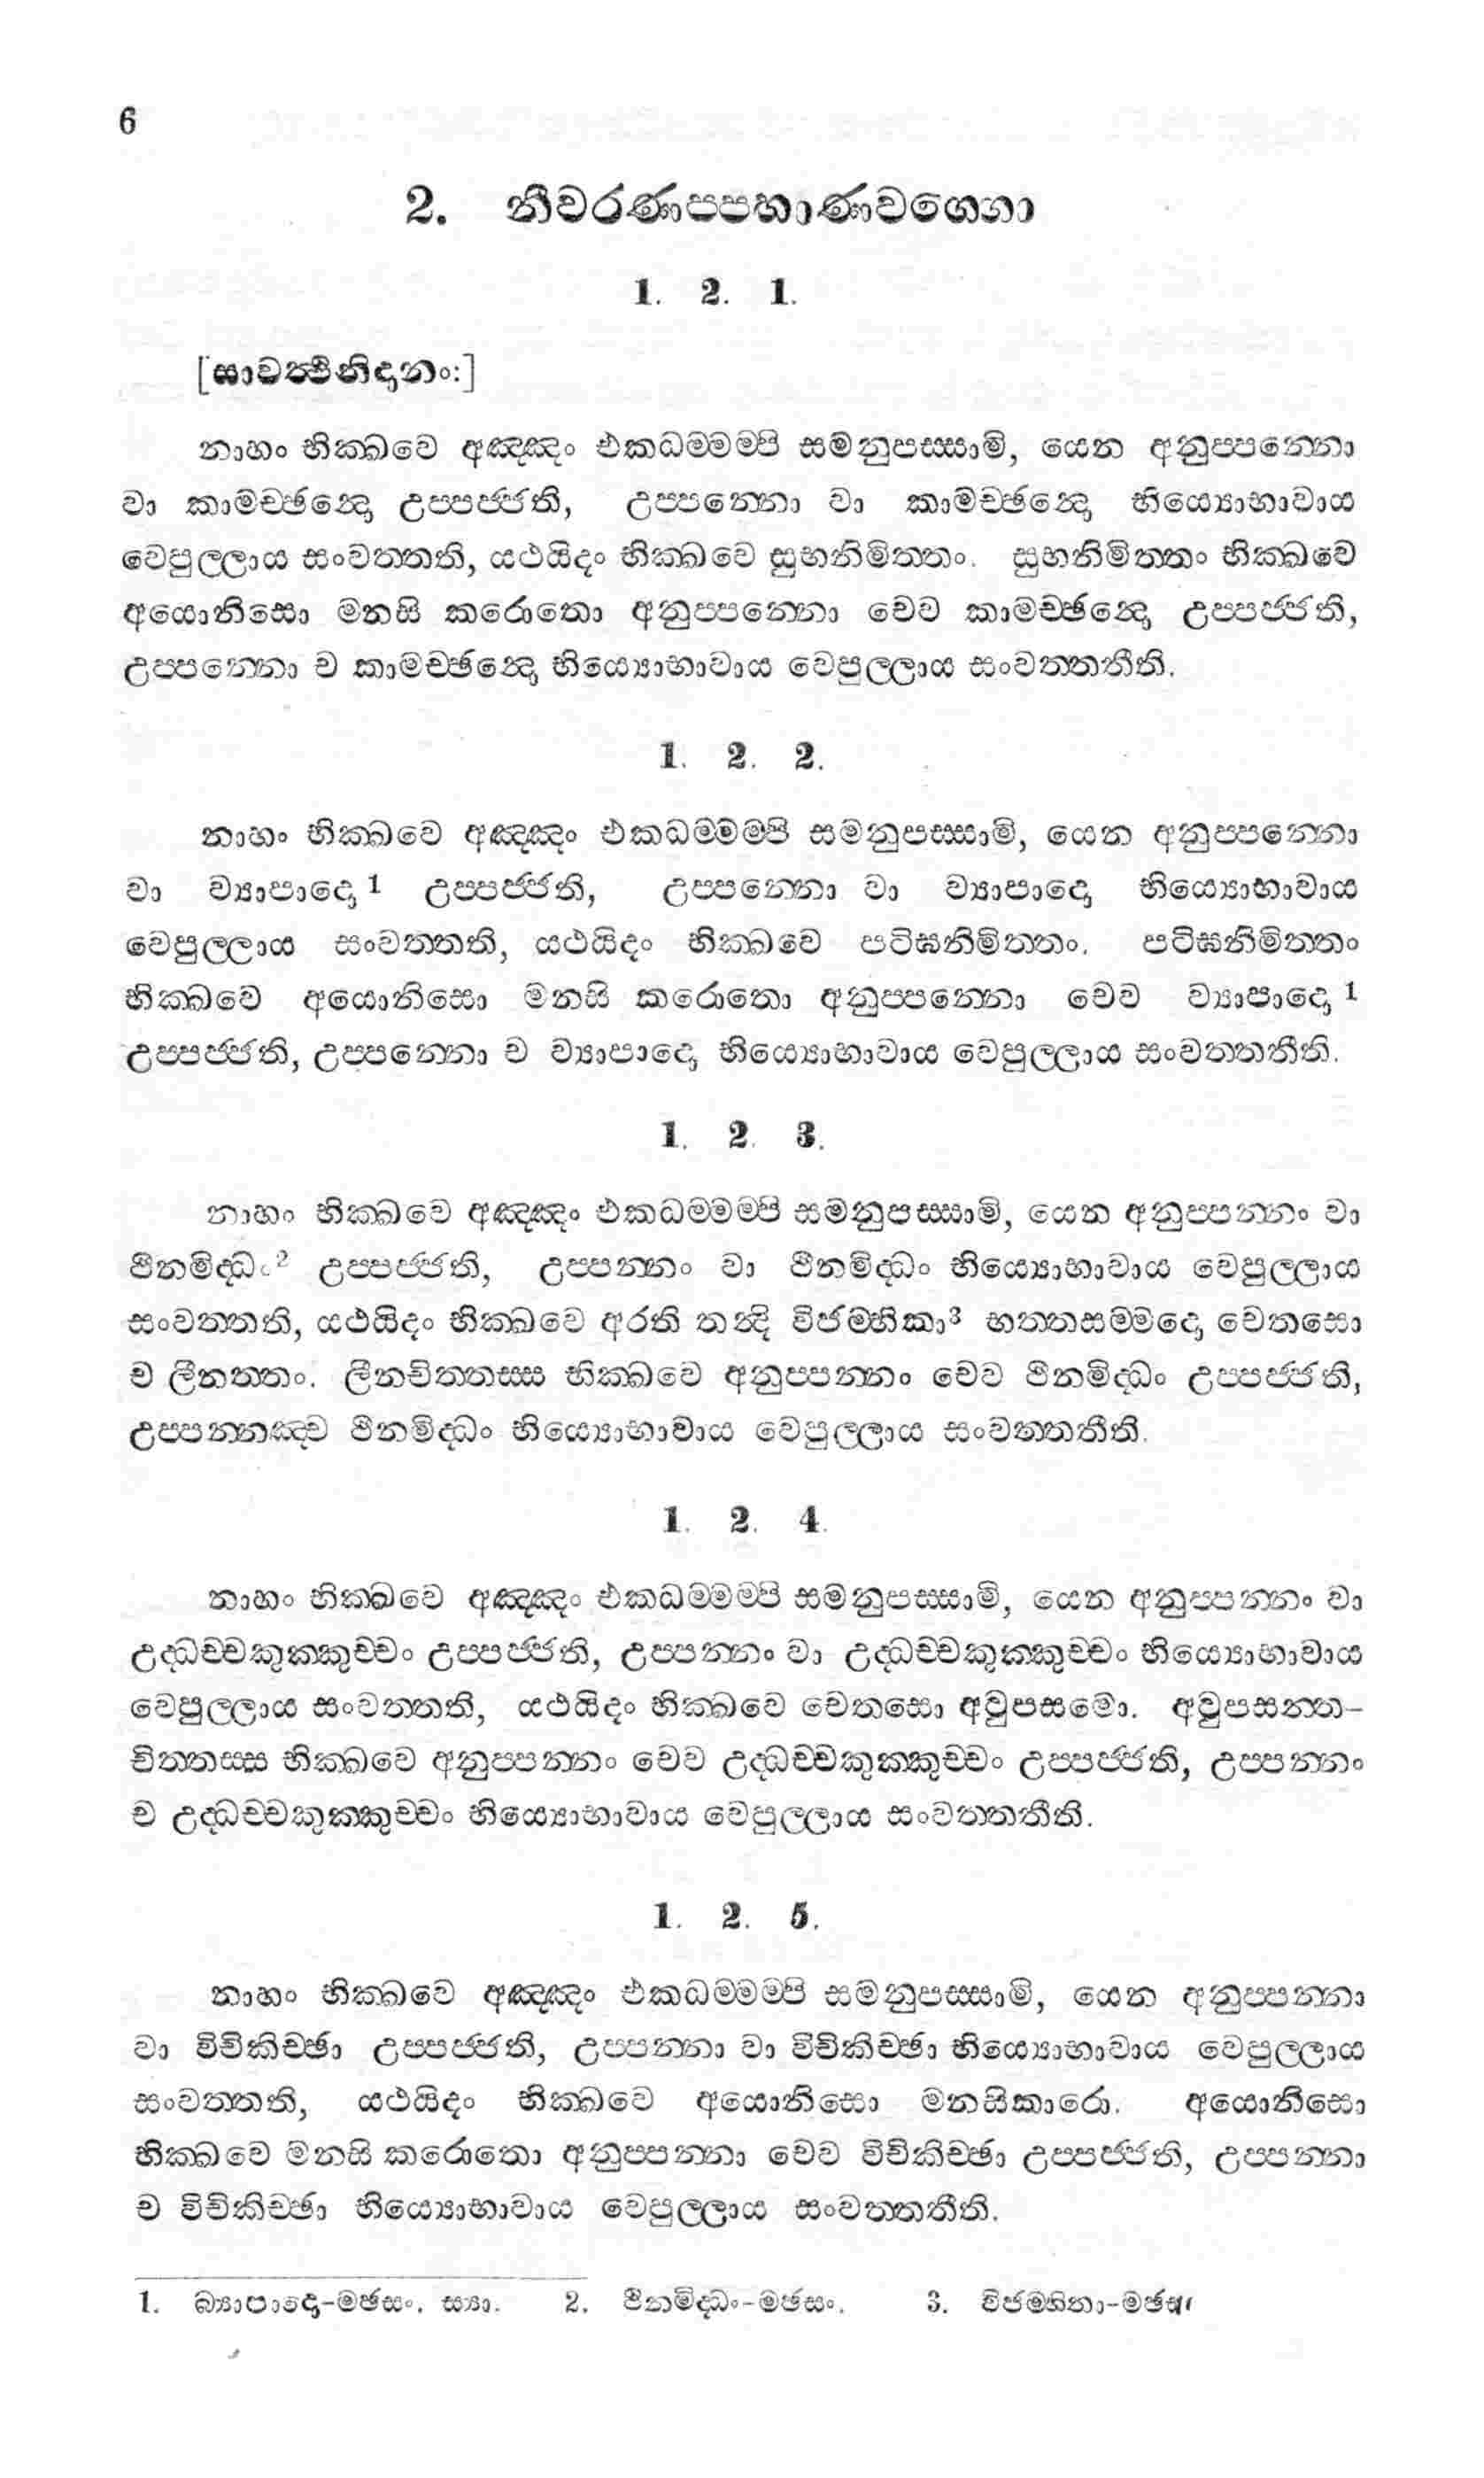 6
2. නීවරණප්පහාණවග්ගො
1. 2. 1.
[සාවත්ථිනිදානං:]
නාහං භික්ඛවෙ අඤ්ඤං එකධම්මම්පි සමනුපස්සාමි, යෙන අනුප්පන්නො
වා කාමච්ඡන්දො උප්පජ්ජති, උප්පන්නො වා කාමච්ඡන්දො භිය්‍යොභාවාය
වෙපුල්ලාය සංවත්තති, යථයිදං භික්ඛවෙ සුභනිමිත්තං. සුභනිමිත්තං භික්ඛවෙ
අයොනිසො මනසි කරොතො අනුප්පන්නො චෙව කාමච්ඡන්දො උප්පජ්ජති,
උප්පන්නො ච කාමච්ඡන්දො භිය්‍යොභාවාය වෙපුල්ලාය සංවත්තතීති.
1. 2. 2.
නාහං භික්ඛවෙ අඤ්ඤං එකධම්මම්පි සමනුපස්සාමි, යෙන අනුප්පන්නො
වා ව්‍යාපාදො 1 උප්පජ්ජති, උප්පන්නො වා ව්‍යාපාදො භිය්‍යොභාවාය
වෙපුල්ලාය සංවත්තති, යථයිදං භික්ඛවෙ පටිඝනිමිත්තං. පටිඝනිමිත්තං
භික්ඛවෙ අයොනිසො මනසි කරොතො අනුප්පන්නො චෙව ව්‍යාපාදො 1
උප්පජ්ජති, උප්පන්නො ච ව්‍යාපාදො භිය්‍යොභාවාය වෙපුල්ලාය සංවත්තතීති.
1. 2. 3.
නාහං භික්ඛවෙ අඤ්ඤං එකධම්මම්පි සමනුපස්සාමි, යෙන අනුප්පන්නං වා
ථීනමිද්ධං2 උප්පජ්ජති, උප්පන්නං වා ථීනමිද්ධං භිය්‍යොභාවාය වෙපුල්ලාය
සංවත්තති, යථයිදං භික්ඛවෙ අරති තන්දි විජම්භිකා3 භත්තසම්මදො චෙතසො
ච ලීනත්තං. ලීනචිත්තස්ස භික්ඛවෙ අනුප්පන්නං චෙව ථීනමිද්ධං උප්පජ්ජති,
උප්පන්නඤ්ච ථීනමිද්ධං භිය්‍යොභාවාය වෙපුල්ලාය සංවත්තතීති.
1. 2. 4.
නාහං භික්ඛවෙ අඤ්ඤං එකධම්මම්පි සමනුපස්සාමි, යෙන අනුප්පන්නං වා
උද්ධච්චකුක්කුච්චං උප්පජ්ජති, උප්පන්නං වා උද්ධච්චකුක්කුච්චං භිය්‍යොභාවාය
වෙපුල්ලාය සංවත්තති, යථයිදං භික්ඛවෙ චෙතසො අවූපසමො. අවූපසන්ත-
චිත්තස්ස භික්ඛවෙ අනුප්පන්නං චෙව උද්ධච්චකුක්කුච්චං උප්පජ්ජති, උප්පන්නං
ච උද්ධච්චකුක්කුච්චං භිය්‍යොභාවාය වෙපුල්ලාය සංවත්තතීති.
1. 2. 5.
නාහං භික්ඛවෙ අඤ්ඤං එකධම්මම්පි සමනුපස්සාමි, යෙන අනුප්පන්නා
වා විචිකිච්ඡා උප්පජ්ජති, උප්පන්නා වා විචිකිච්ඡා භිය්‍යොභාවාය වෙපුල්ලාය
සංවත්තති, යථයිදං භික්ඛවෙ අයොනිසො මනසිකාරො. අයොනිසො
භික්ඛවෙ මනසි කරොතො අනුප්පන්නා චෙව විචිකිච්ඡා උප්පජ්ජති, උප්පන්නා
ච විචිකිච්ඡා භිය්‍යොභාවාය වෙපුල්ලාය සංවත්තතීති.
1. බ්‍යාපාදො-මඡසං. ස්‍යා. 2. ථීනමිද්ධං-මඡසං. 3. විජම්භිතා-මඡසං